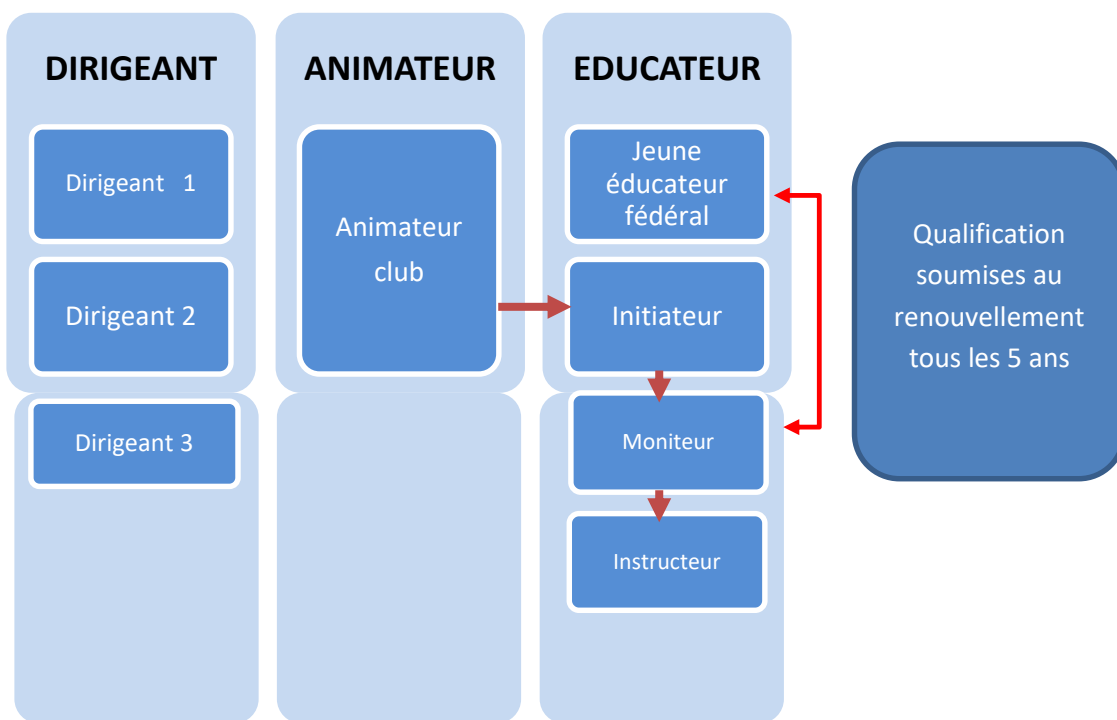 DIRIGEANT
Dirigeant 1
Dirigeant 2
Dirigeant 3
ANIMATEUR
Animateur
club
EDUCATEUR
Jeune
éducateur
fédéral
Initiateur
Moniteur
Instructeur
Qualification
soumises au
renouvellement
tous les 5 ans